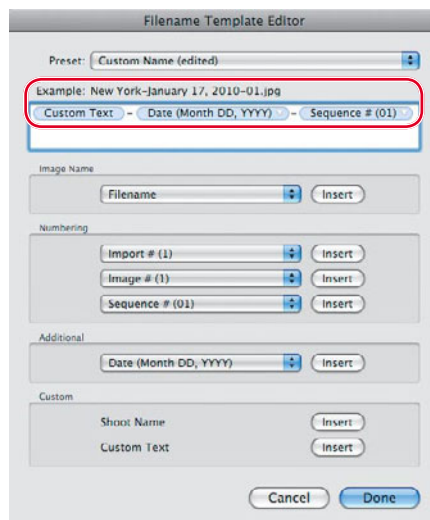 Filename Template Editor
Preset: Custom Name (edited)
Example: New York-January 17, 2010-01.jpg
Custom Text - Date (Month DD, YYYY) - Sequence # (01)
Image Name
Filename Insert
Numbering
Import # (1) Insert
Image # (1) Insert
Sequence # (01) Insert
Additional
Date (Month DD, YYYY) Insert
Custom
Shoot Name Insert
Custom Text Insert
Cancel Done